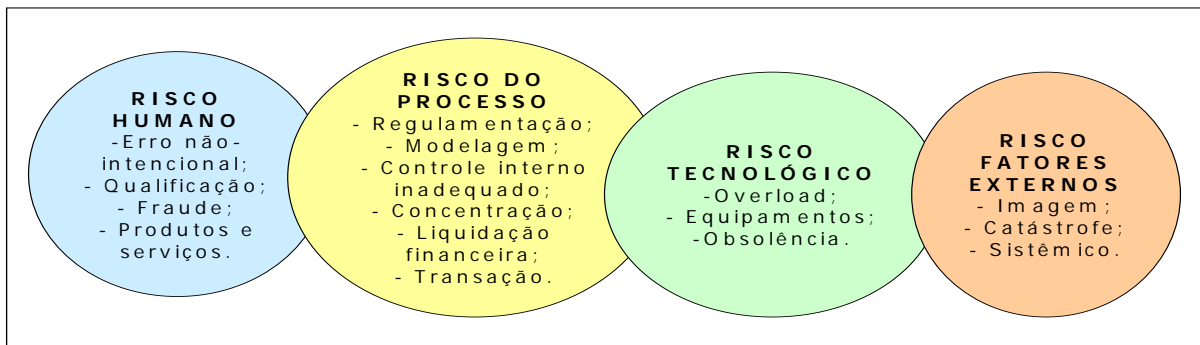 RISCO
HUMANO
-Erro não-
intencional;
- Qualificação;
- Fraude;
- Produtos e
serviços.
RISCO DO
PROCESSO
- Regulamentação;
- Modelagem;
- Controle interno
inadequado;
- Concentração;
- Liquidação
financeira;
- Transação.
RISCO
TECNOLÓGICO
-Overload;
- Equipamentos;
-Obsolência.
RISCO
FATORES
EXTERNOS
- Imagem;
- Catástrofe;
- Sistêmico.